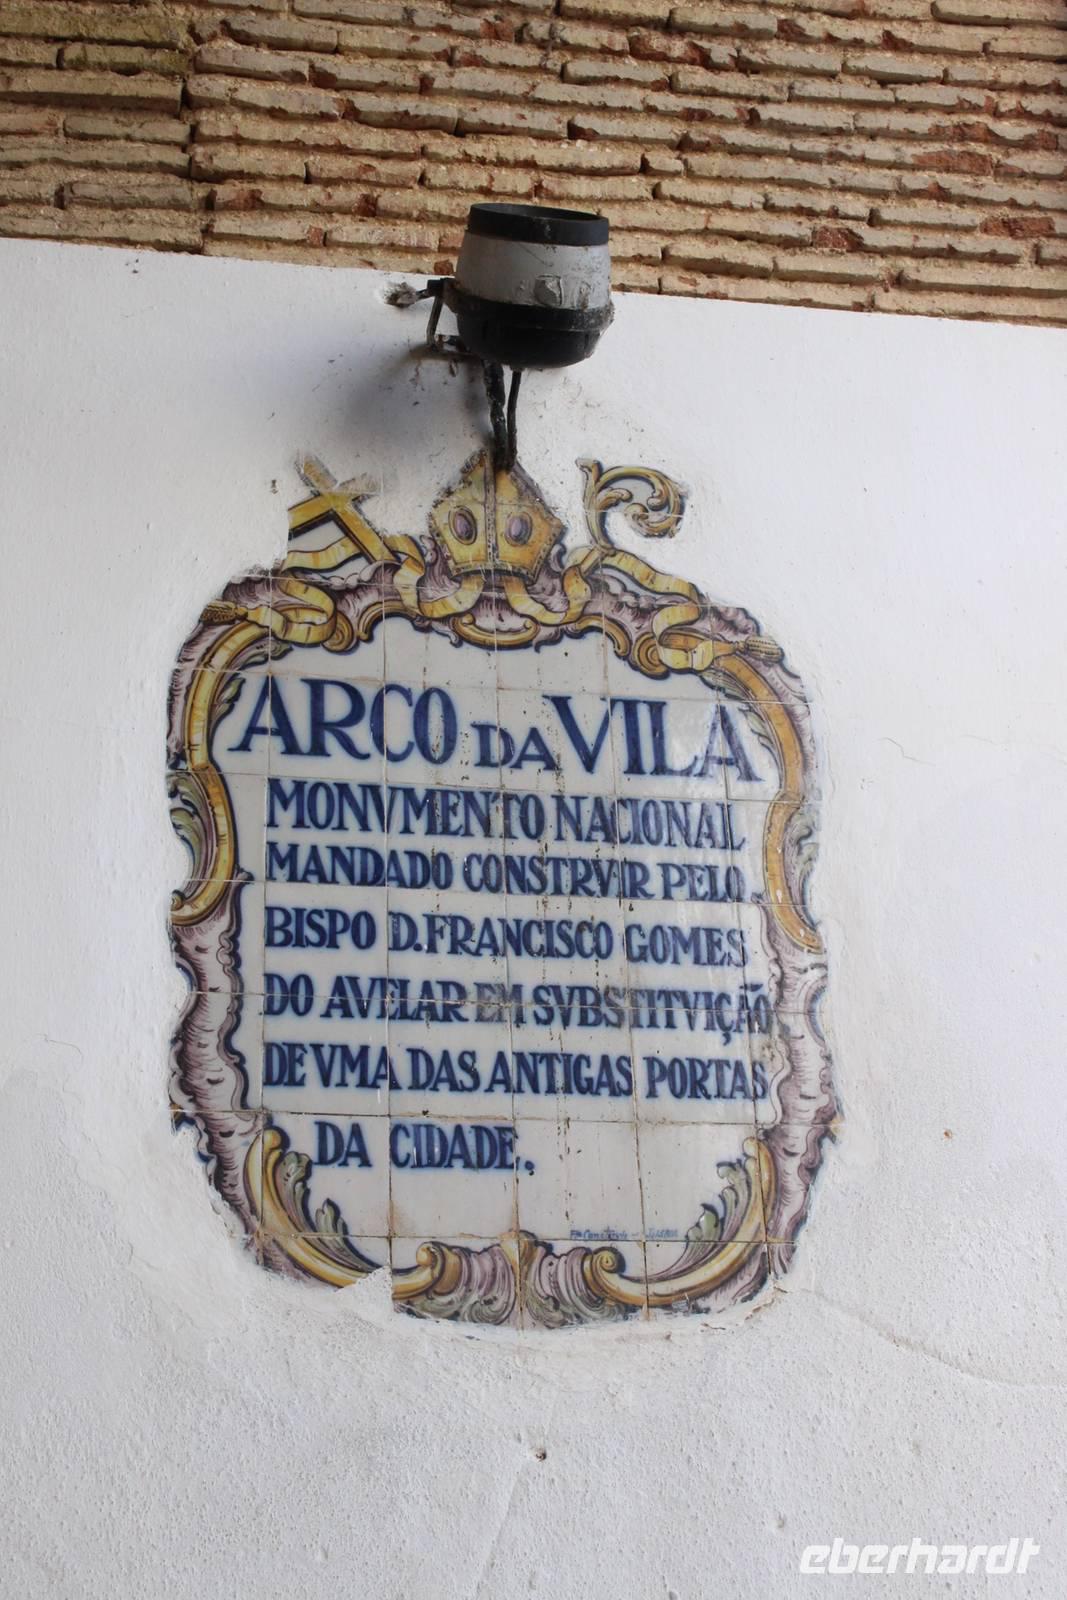 ARCO DA VILA
MONVMENTO NACIONAL
MANDADO CONSTRVIR PELO
BISPO D. FRANCISCO GOMES
DO AVELAR EM SVBSTITVIÇÃO
DE VMA DAS ANTIGAS PORTAS
DA CIDADE.
eberhardt